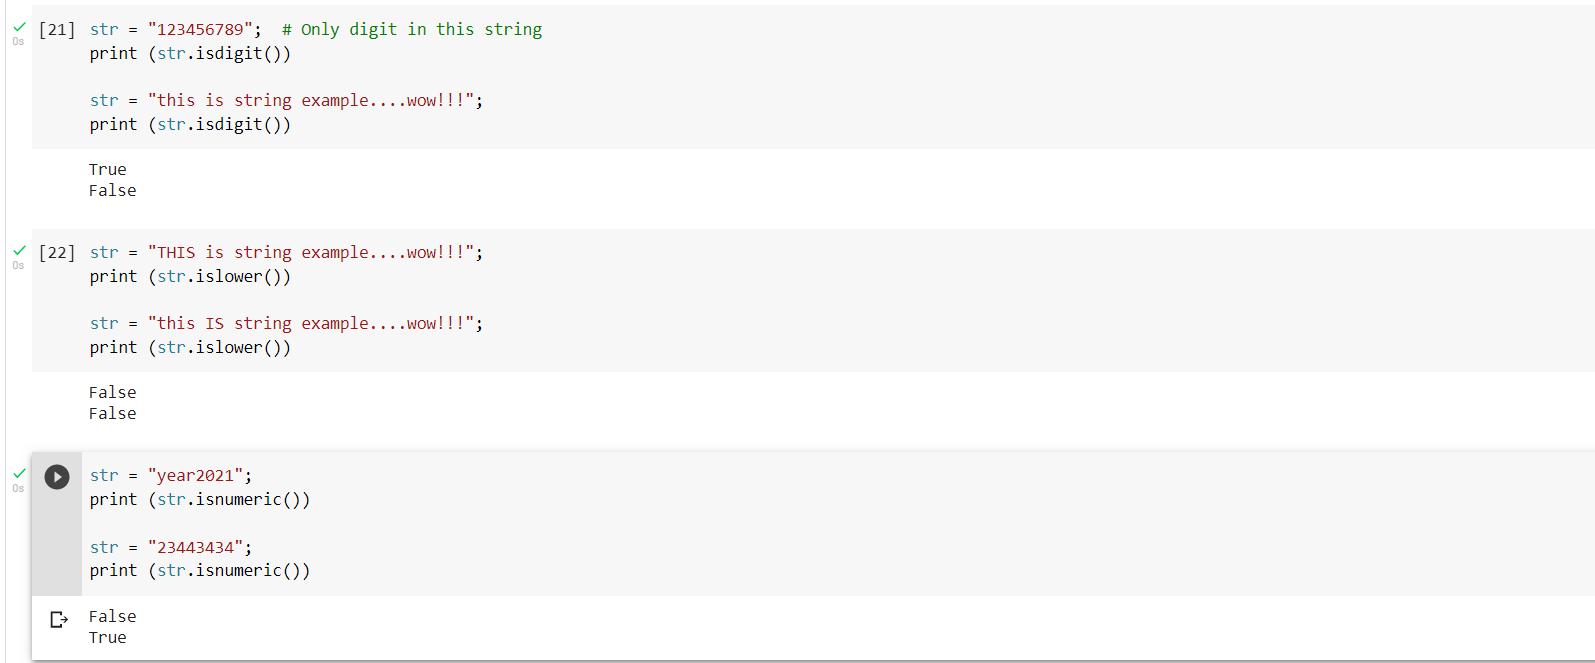 [21] str = "123456789";  # Only digit in this string
0s
print (str.isdigit())
str = "this is string example....wow!!!";
print (str.isdigit())
True
False
[22] str = "THIS is string example....wow!!!";
0s
print (str.islower())
str = "this IS string example....wow!!!";
print (str.islower())
False
False
str = "year2021";
0s
print (str.isnumeric())
str = "23443434";
print (str.isnumeric())
False
True